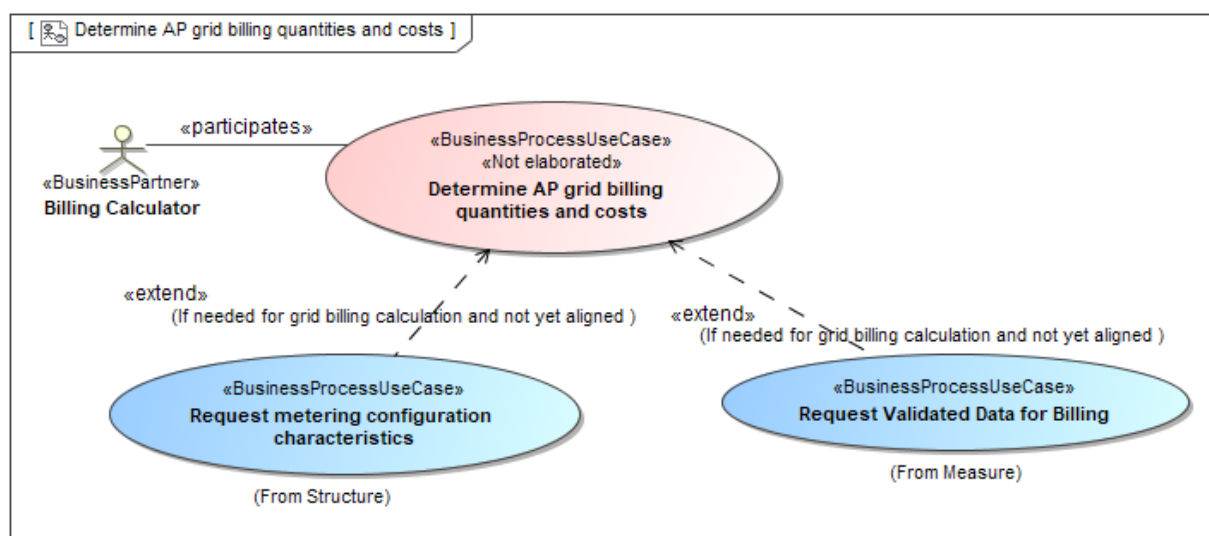 [ Determine AP grid billing quantities and costs ]
«participates»
«BusinessPartner»
Billing Calculator
«BusinessProcessUseCase»
«Not elaborated»
Determine AP grid billing
quantities and costs
«extend»
(If needed for grid billing calculation and not yet aligned )
«extend»
(If needed for grid billing calculation and not yet aligned )
«BusinessProcessUseCase»
Request metering configuration
characteristics
(From Structure)
«BusinessProcessUseCase»
Request Validated Data for Billing
(From Measure)